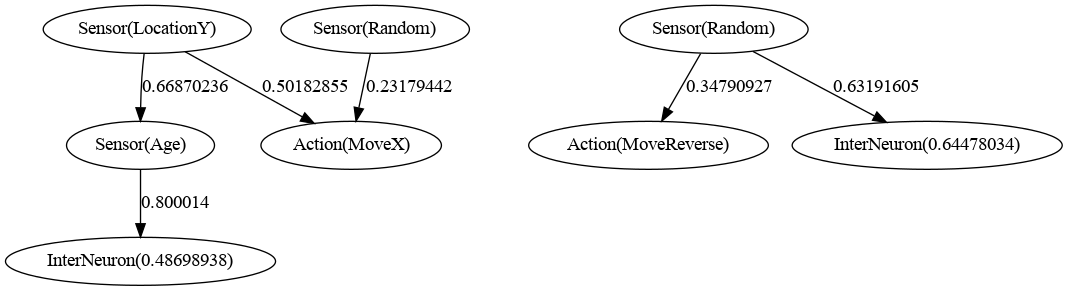 Sensor(LocationY)
Sensor(Random)
Sensor(Random)
0.66870236
0.50182855
0.23179442
0.34790927
0.63191605
Sensor(Age)
Action(MoveX)
Action(MoveReverse)
InterNeuron(0.64478034)
0.800014
InterNeuron(0.48698938)